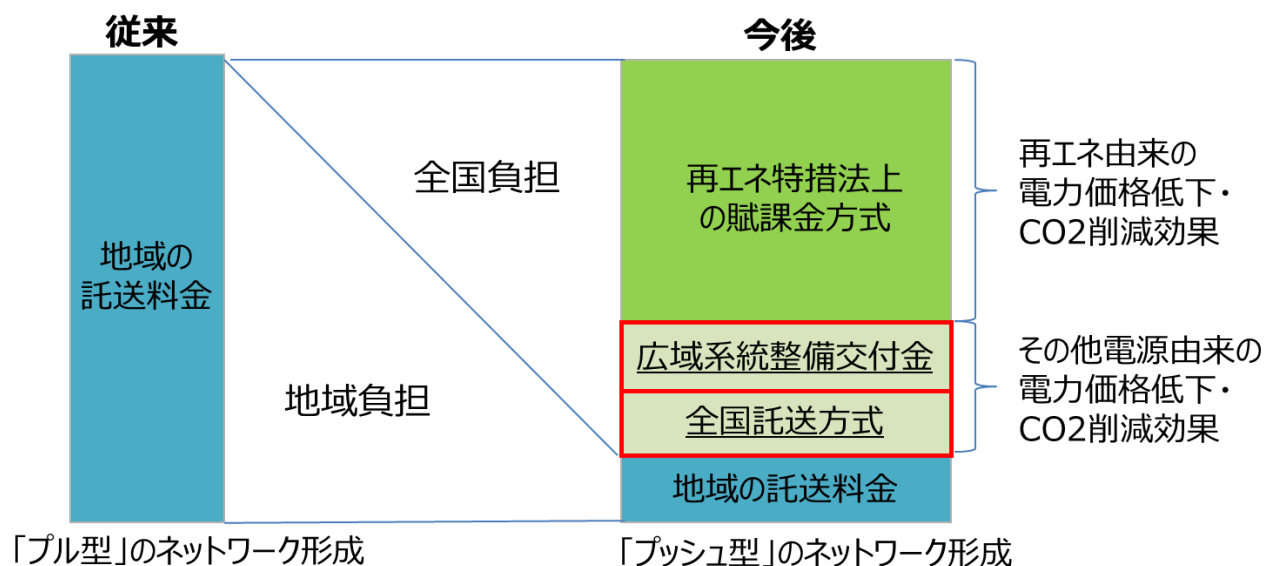 従来
今後
全国負担
再エネ特措法上
の賦課金方式
再エネ由来の
電力価格低下・
CO2削減効果
地域の
託送料金
地域負担
広域系統整備交付金
全国託送方式
その他電源由来の
電力価格低下・
CO2削減効果
地域の託送料金
「プル型」のネットワーク形成
「プッシュ型」のネットワーク形成